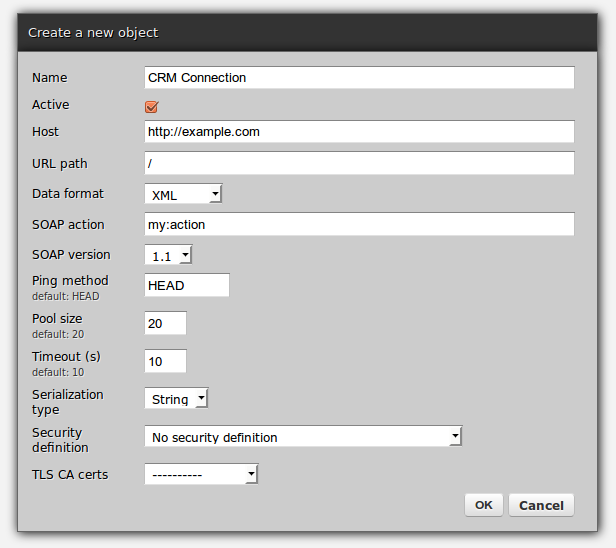 Create a new object
Name CRM Connection
Active
Host http://example.com
URL path /
Data format XML
SOAP action my:action
SOAP version 1.1
Ping method HEAD
default: HEAD
Pool size 20
default: 20
Timeout (s) 10
default: 10
Serialization
type String
Security
definition No security definition
TLS CA certs ----------
OK Cancel